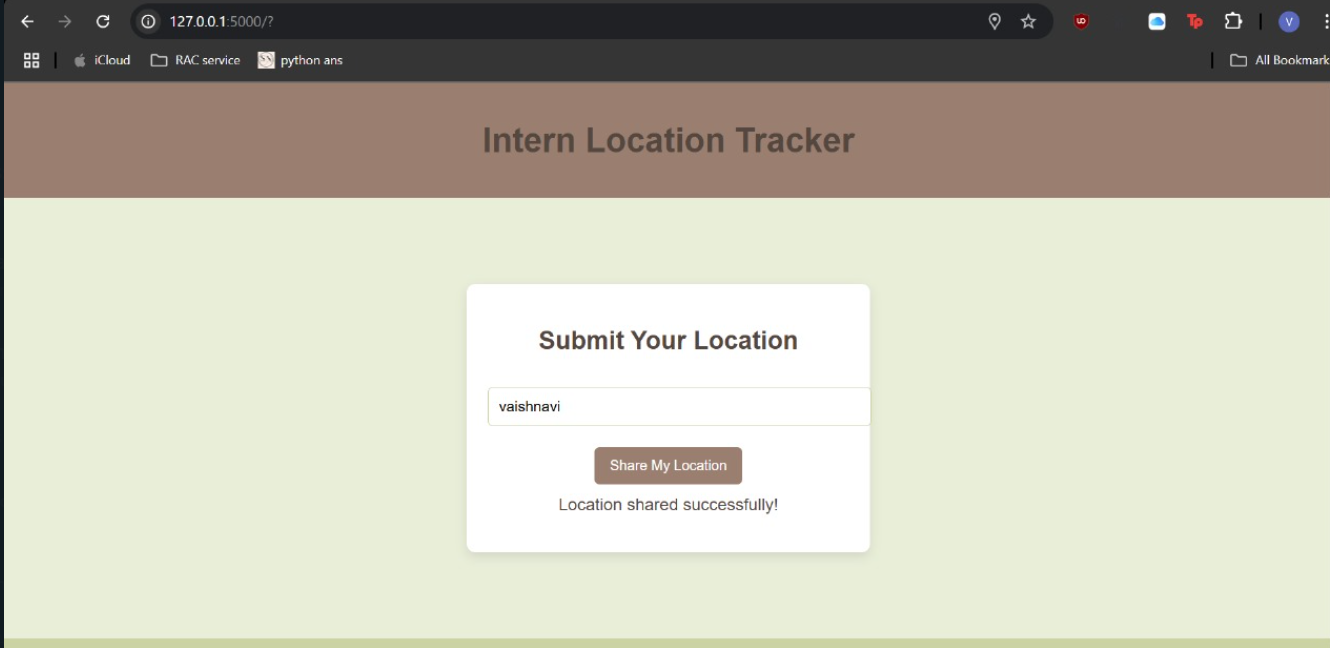 127.0.0.1:5000/?
Tp
V
iCloud
RAC service
python ans
All Bookmark
Intern Location Tracker
Submit Your Location
vaishnavi
Share My Location
Location shared successfully!